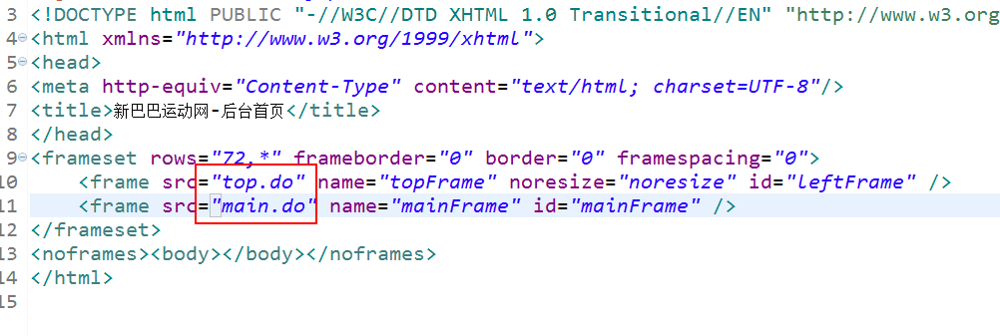 3 <!DOCTYPE html PUBLIC "-//W3C//DTD XHTML 1.0 Transitional//EN" "http://www.w3.org
4 <html xmlns="http://www.w3.org/1999/xhtml">
5 <head>
6 <meta http-equiv="Content-Type" content="text/html; charset=UTF-8"/>
7 <title>新巴巴运动网-后台首页</title>
8 </head>
9 <frameset rows="72,*" frameborder="0" border="0" framespacing="0">
10 <frame src="top.do" name="topFrame" noresize="noresize" id="leftFrame" />
11 <frame src="main.do" name="mainFrame" id="mainFrame" />
12 </frameset>
13 <noframes><body></body></noframes>
14 </html>
15